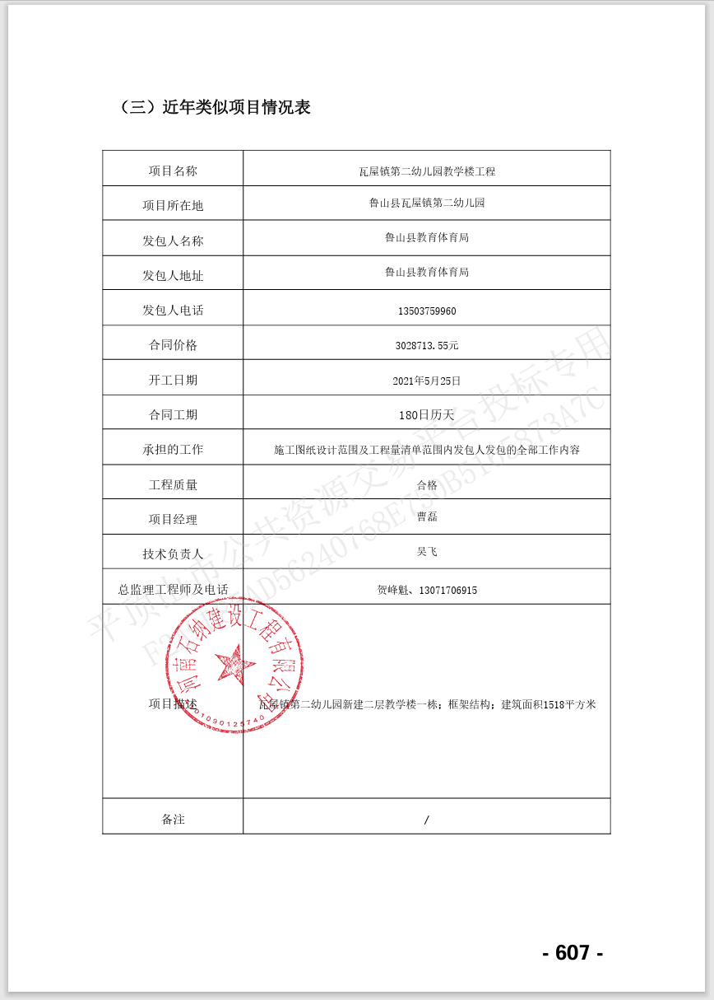 （三）近年类似项目情况表
项目名称 瓦屋镇第二幼儿园教学楼工程
项目所在地 鲁山县瓦屋镇第二幼儿园
发包人名称 鲁山县教育体育局
发包人地址 鲁山县教育体育局
发包人电话 13503759960
合同价格 3028713.55元
开工日期 2021年5月25日
合同工期 180日历天
承担的工作 施工图纸设计范围及工程量清单范围内发包人发包的全部工作内容
工程质量 合格
项目经理 曹磊
技术负责人 吴飞
总监理工程师及电话 贺峰魁、13071706915
项目描述 瓦屋镇第二幼儿园新建二层教学楼一栋；框架结构；建筑面积1518平方米
备注 /
平顶山市公共资源交易平台投标专用
河南石纳建设工程有限公司
- 607 -